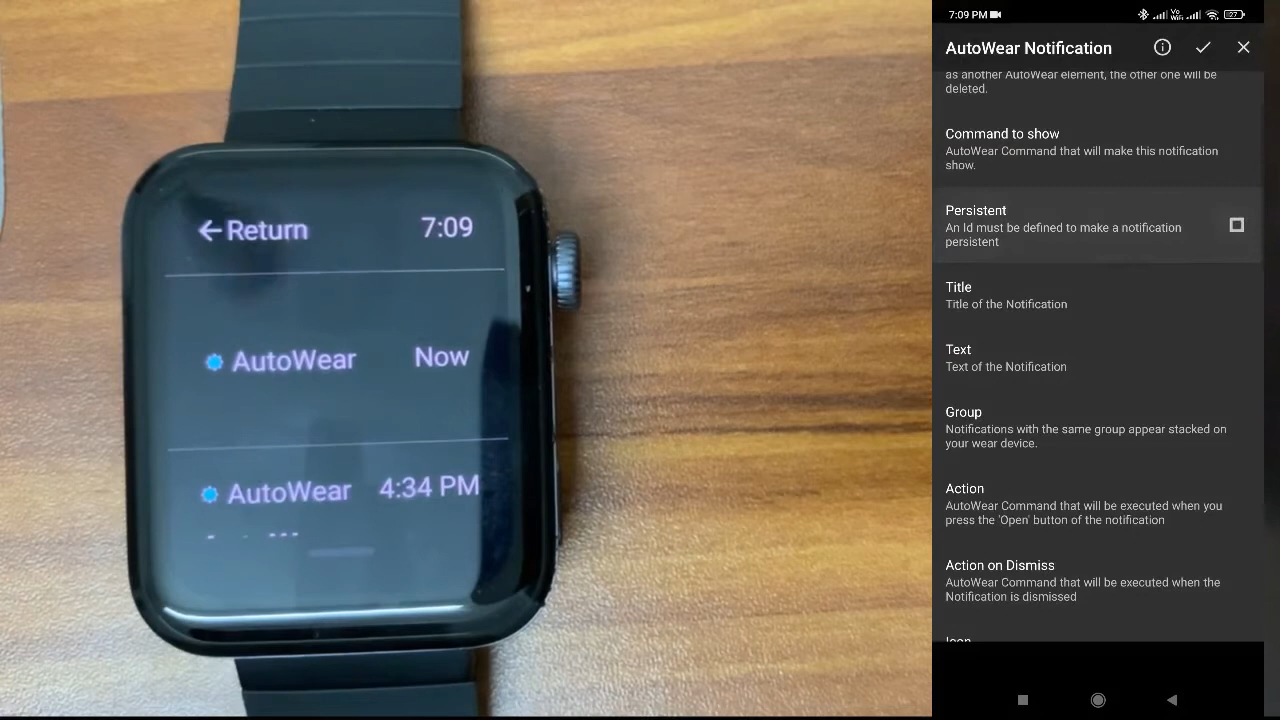 ← Return 7:09
AutoWear Now
AutoWear 4:34 PM
7:09 PM
Vo
WiFi
27
AutoWear Notification
as another AutoWear element, the other one will be
deleted.
Command to show
AutoWear Command that will make this notification
show.
Persistent
An Id must be defined to make a notification
persistent
Title
Title of the Notification
Text
Text of the Notification
Group
Notifications with the same group appear stacked on
your wear device.
Action
AutoWear Command that will be executed when you
press the 'Open' button of the notification
Action on Dismiss
AutoWear Command that will be executed when the
Notification is dismissed
Icon